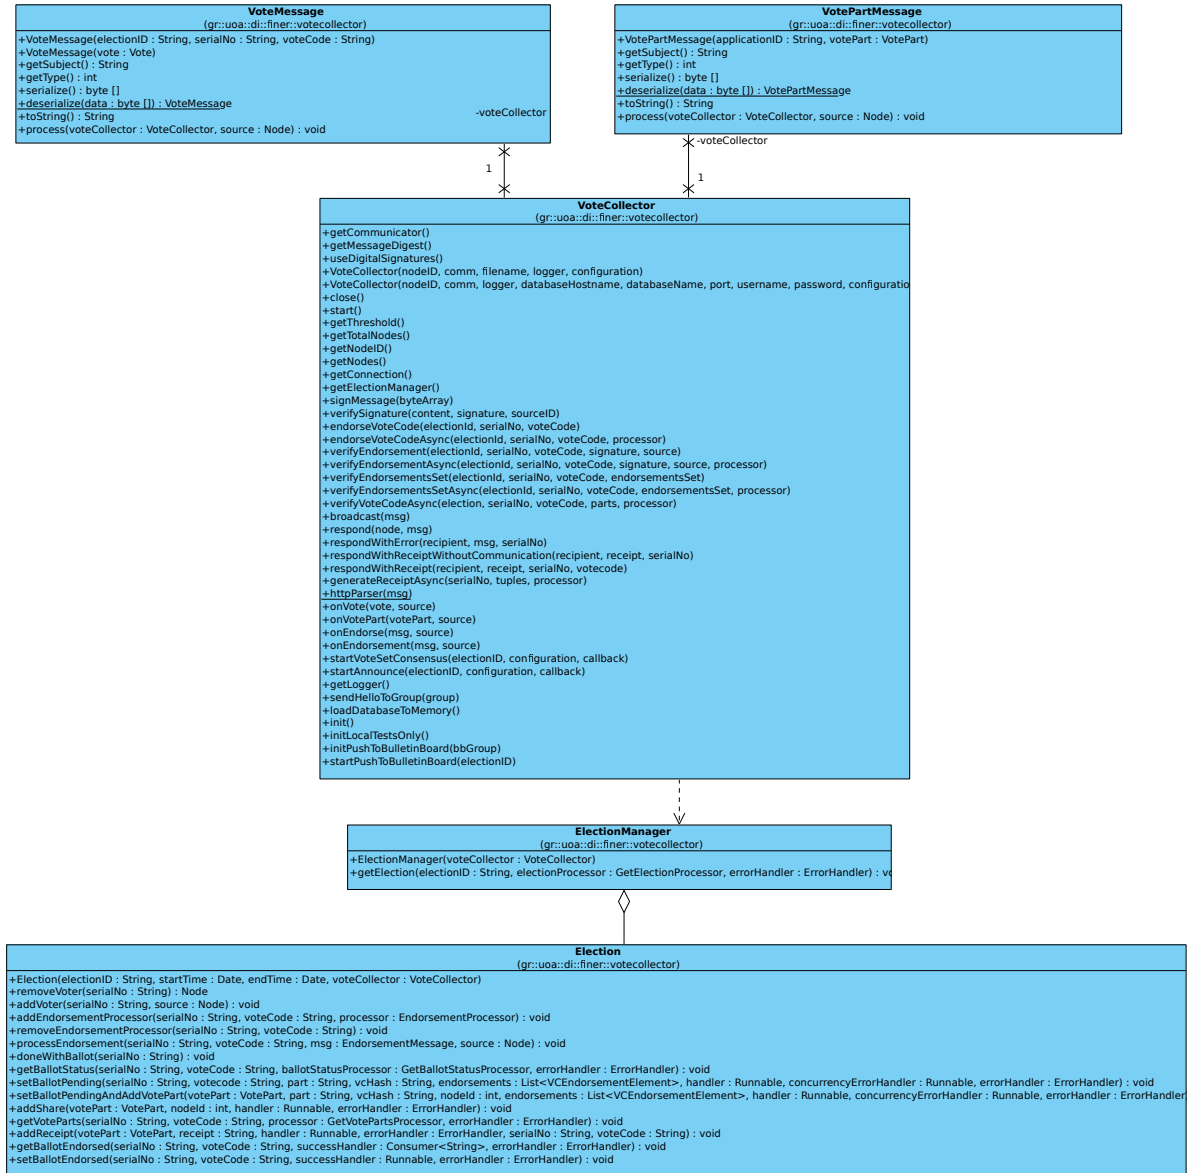 VoteMessage
(gr::uoa::di::finer::votecollector)
+VoteMessage(electionID : String, serialNo : String, voteCode : String)
+VoteMessage(vote : Vote)
+getSubject() : String
+getType() : int
+serialize() : byte []
+deserialize(data : byte []) : VoteMessage
+toString() : String
+process(voteCollector : VoteCollector, source : Node) : void
-voteCollector
1
VotePartMessage
(gr::uoa::di::finer::votecollector)
+VotePartMessage(applicationID : String, votePart : VotePart)
+getSubject() : String
+getType() : int
+serialize() : byte []
+deserialize(data : byte []) : VotePartMessage
+toString() : String
+process(voteCollector : VoteCollector, source : Node) : void
-voteCollector
1
VoteCollector
(gr::uoa::di::finer::votecollector)
+getCommunicator()
+getMessageDigest()
+useDigitalSignatures()
+VoteCollector(nodeID, comm, filename, logger, configuration)
+VoteCollector(nodeID, comm, logger, databaseHostname, databaseName, port, username, password, configuratio
+close()
+start()
+getThreshold()
+getTotalNodes()
+getNodeID()
+getNodes()
+getConnection()
+getElectionManager()
+signMessage(byteArray)
+verifySignature(content, signature, sourceID)
+endorseVoteCode(electionId, serialNo, voteCode)
+endorseVoteCodeAsync(electionId, serialNo, voteCode, processor)
+verifyEndorsement(electionId, serialNo, voteCode, signature, source)
+verifyEndorsementAsync(electionId, serialNo, voteCode, signature, source, processor)
+verifyEndorsementsSet(electionId, serialNo, voteCode, endorsementsSet)
+verifyEndorsementsSetAsync(electionId, serialNo, voteCode, endorsementsSet, processor)
+verifyVoteCodeAsync(election, serialNo, voteCode, parts, processor)
+broadcast(msg)
+respond(node, msg)
+respondWithError(recipient, msg, serialNo)
+respondWithReceiptWithoutCommunication(recipient, receipt, serialNo)
+respondWithReceipt(recipient, receipt, serialNo, votecode)
+generateReceiptAsync(serialNo, tuples, processor)
+httpParser(msg)
+onVote(vote, source)
+onVotePart(votePart, source)
+onEndorse(msg, source)
+onEndorsement(msg, source)
+startVoteSetConsensus(electionID, configuration, callback)
+startAnnounce(electionID, configuration, callback)
+getLogger()
+sendHelloToGroup(group)
+loadDatabaseToMemory()
+init()
+initLocalTestsOnly()
+initPushToBulletinBoard(bbGroup)
+startPushToBulletinBoard(electionID)
ElectionManager
(gr::uoa::di::finer::votecollector)
+ElectionManager(voteCollector : VoteCollector)
+getElection(electionID : String, electionProcessor : GetElectionProcessor, errorHandler : ErrorHandler) : vo
Election
(gr::uoa::di::finer::votecollector)
+Election(electionID : String, startTime : Date, endTime : Date, voteCollector : VoteCollector)
+removeVoter(serialNo : String) : Node
+addVoter(serialNo : String, source : Node) : void
+addEndorsementProcessor(serialNo : String, voteCode : String, processor : EndorsementProcessor) : void
+removeEndorsementProcessor(serialNo : String, voteCode : String) : void
+processEndorsement(serialNo : String, voteCode : String, msg : EndorsementMessage, source : Node) : void
+doneWithBallot(serialNo : String) : void
+getBallotStatus(serialNo : String, voteCode : String, ballotStatusProcessor : GetBallotStatusProcessor, errorHandler : ErrorHandler) : void
+setBallotPending(serialNo : String, votecode : String, part : String, vcHash : String, endorsements : List<VCEndorsementElement>, handler : Runnable, concurrencyErrorHandler : Runnable, errorHandler : ErrorHandler) : void
+setBallotPendingAndAddVotePart(votePart : VotePart, part : String, vcHash : String, nodeId : int, endorsements : List<VCEndorsementElement>, handler : Runnable, concurrencyErrorHandler : Runnable, errorHandler : ErrorHandler
+addShare(votePart : VotePart, nodeId : int, handler : Runnable, errorHandler : ErrorHandler) : void
+getVoteParts(serialNo : String, voteCode : String, processor : GetVotePartsProcessor, errorHandler : ErrorHandler) : void
+addReceipt(votePart : VotePart, receipt : String, handler : Runnable, errorHandler : ErrorHandler, serialNo : String, voteCode : String) : void
+getBallotEndorsed(serialNo : String, voteCode : String, successHandler : Consumer<String>, errorHandler : ErrorHandler) : void
+setBallotEndorsed(serialNo : String, voteCode : String, successHandler : Runnable, errorHandler : ErrorHandler) : void